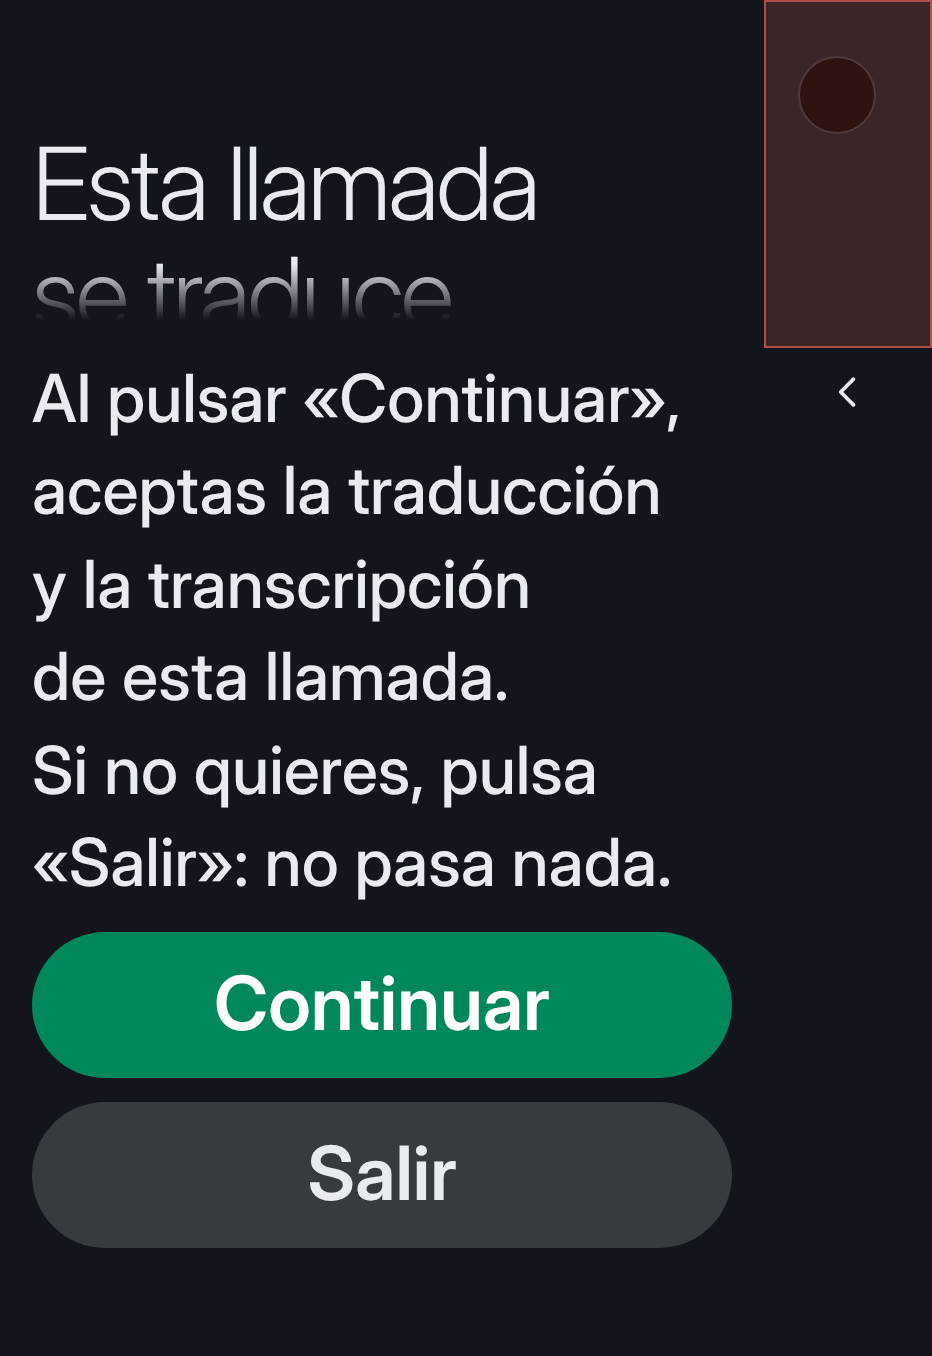 Esta llamada
se traduce
Al pulsar «Continuar»,
aceptas la traducción
y la transcripción
de esta llamada.
Si no quieres, pulsa
«Salir»: no pasa nada.
Continuar
Salir